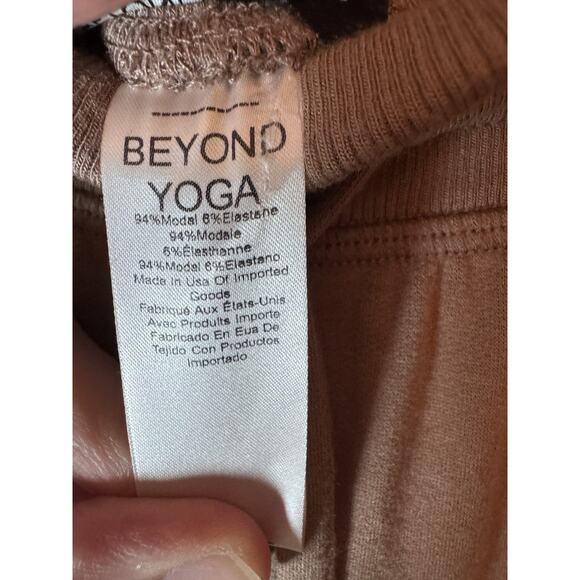 BEYOND
YOGA
94%Modal 6%Elastane
94%Modale
6%Élasthanne
94%Modal 6%Elastano
Made In Usa Of Imported
Goods
Fabriqué Aux États-Unis
Avec Produits Importe
Fabricado En Eua De
Tejido Con Productos
Importado